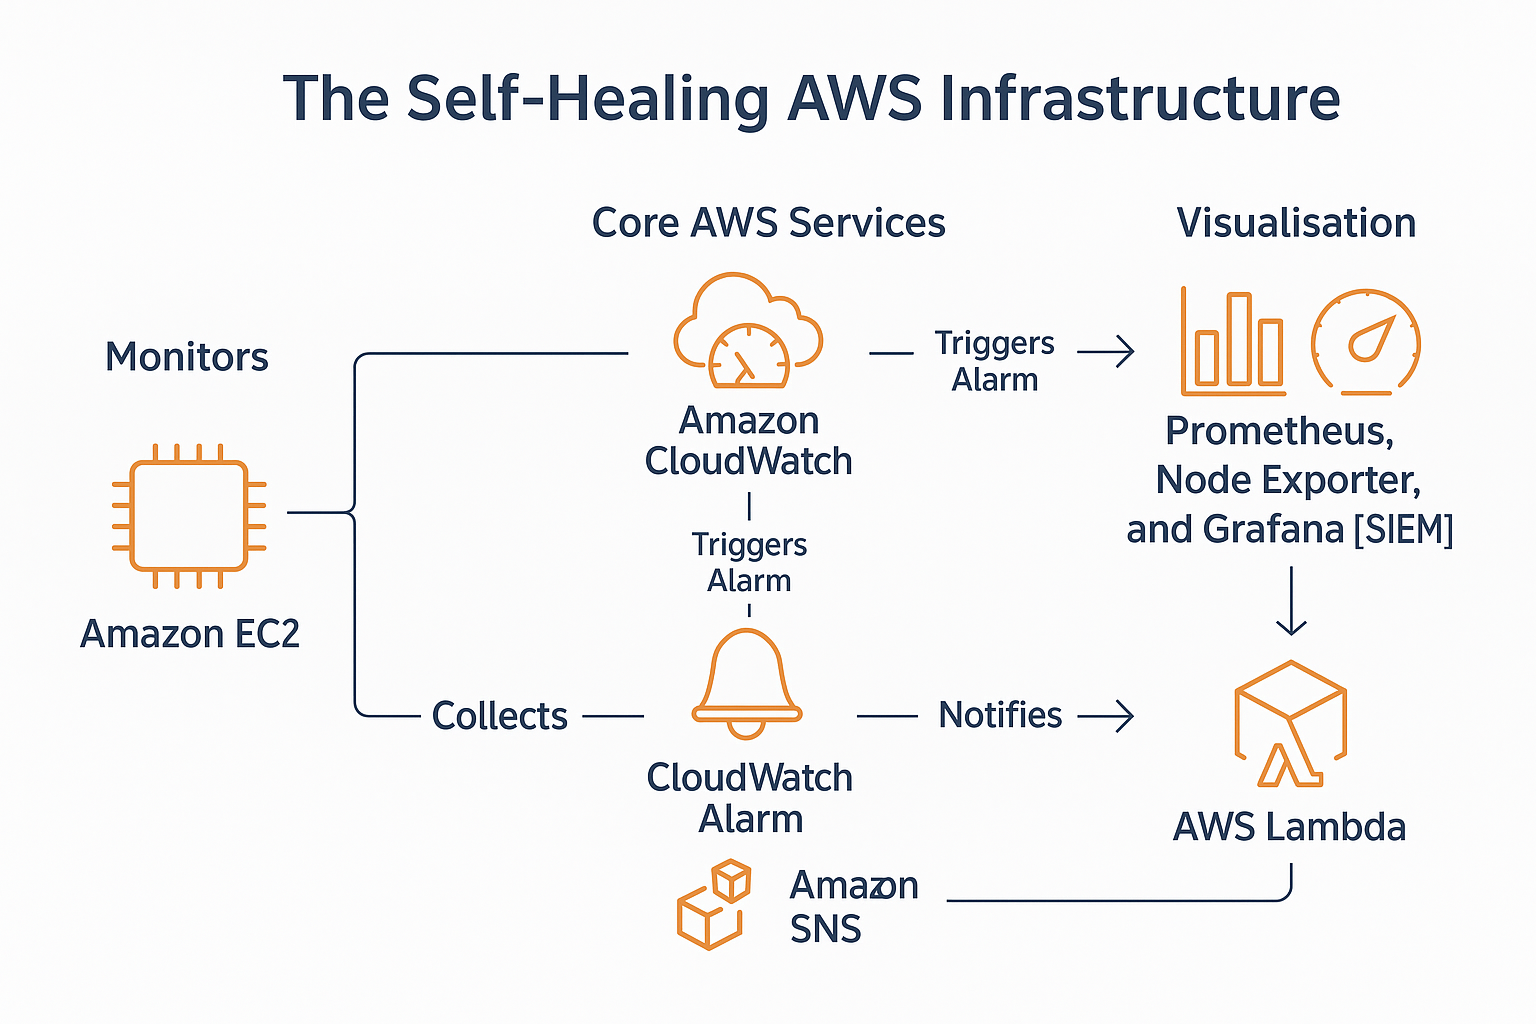 The Self-Healing AWS Infrastructure
Core AWS Services
Visualisation
Monitors
Triggers
Alarm
Amazon
CloudWatch
Prometheus,
Node Exporter,
and Grafana [SIEM]
Triggers
Alarm
Amazon EC2
Collects
Notifies
CloudWatch
Alarm
AWS Lambda
Amazon
SNS